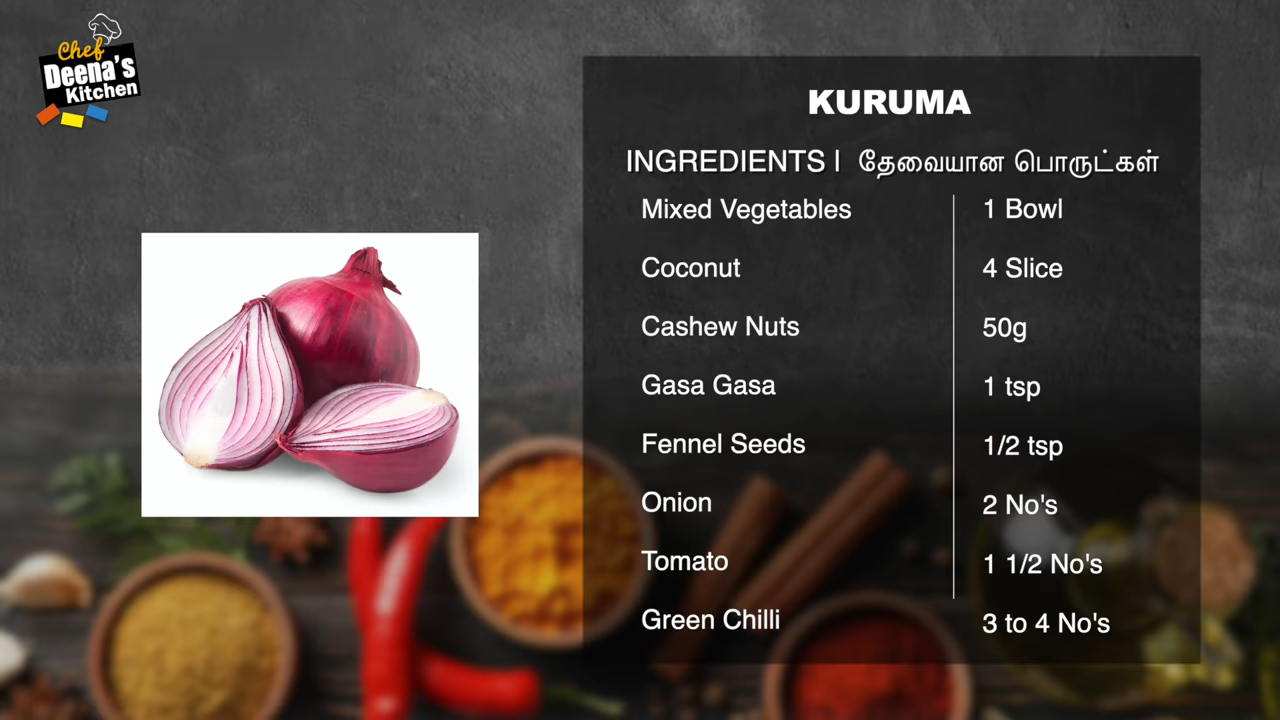 Chef
Deena's
Kitchen
KURUMA
INGREDIENTS | தேவையான பொருட்கள்
Mixed Vegetables 1 Bowl
Coconut 4 Slice
Cashew Nuts 50g
Gasa Gasa 1 tsp
Fennel Seeds 1/2 tsp
Onion 2 No's
Tomato 1 1/2 No's
Green Chilli 3 to 4 No's